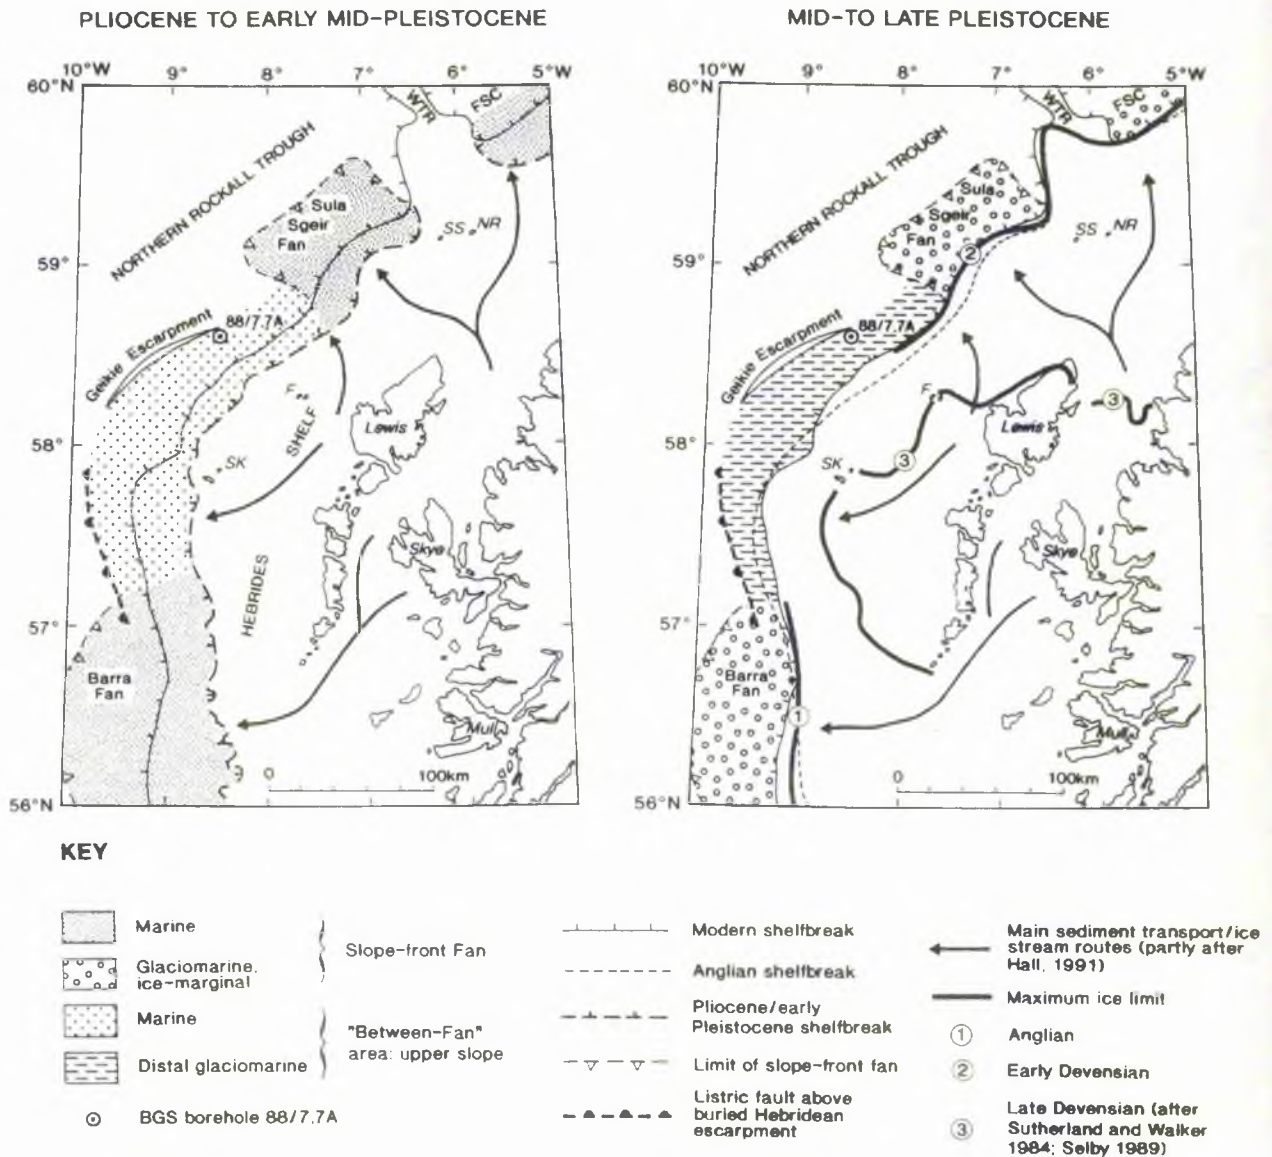 PLIOCENE TO EARLY MID-PLEISTOCENE
10°W 9° 8° 7° 6° 5°W
60°N
59°
58°
57°
56°N
WTR
FSC
NORTHERN ROCKALL TROUGH
Sula
Sgeir
Fan
SS NR
88/7,7A
Geikie Escarpment
F
SHELF
Lewis
SK
HEBRIDES
Skye
Barra
Fan
Mull
0 100km
MID-TO LATE PLEISTOCENE
10°W 8° 7° 6° 5°W
60°N
59°
58°
57°
56°N
WTR
FSC
NORTHERN ROCKALL TROUGH
Sula
Sgeir
Fan
SS NR
2
88/7,7A
Geikie Escarpment
F
3
Lewis
SK
3
Skye
Barra
Fan
1
Mull
0 100km
KEY
Marine
Glaciomarine,
ice-marginal
Slope-front Fan
Marine
Distal glaciomarine
"Between-Fan"
area: upper slope
BGS borehole 88/7,7A
Modern shelfbreak
Anglian shelfbreak
Pliocene/early
Pleistocene shelfbreak
Limit of slope-front fan
Listric fault above
buried Hebridean
escarpment
Main sediment transport/ice
stream routes (partly after
Hall, 1991)
Maximum ice limit
1 Anglian
2 Early Devensian
3 Late Devensian (after
Sutherland and Walker
1984; Selby 1989)